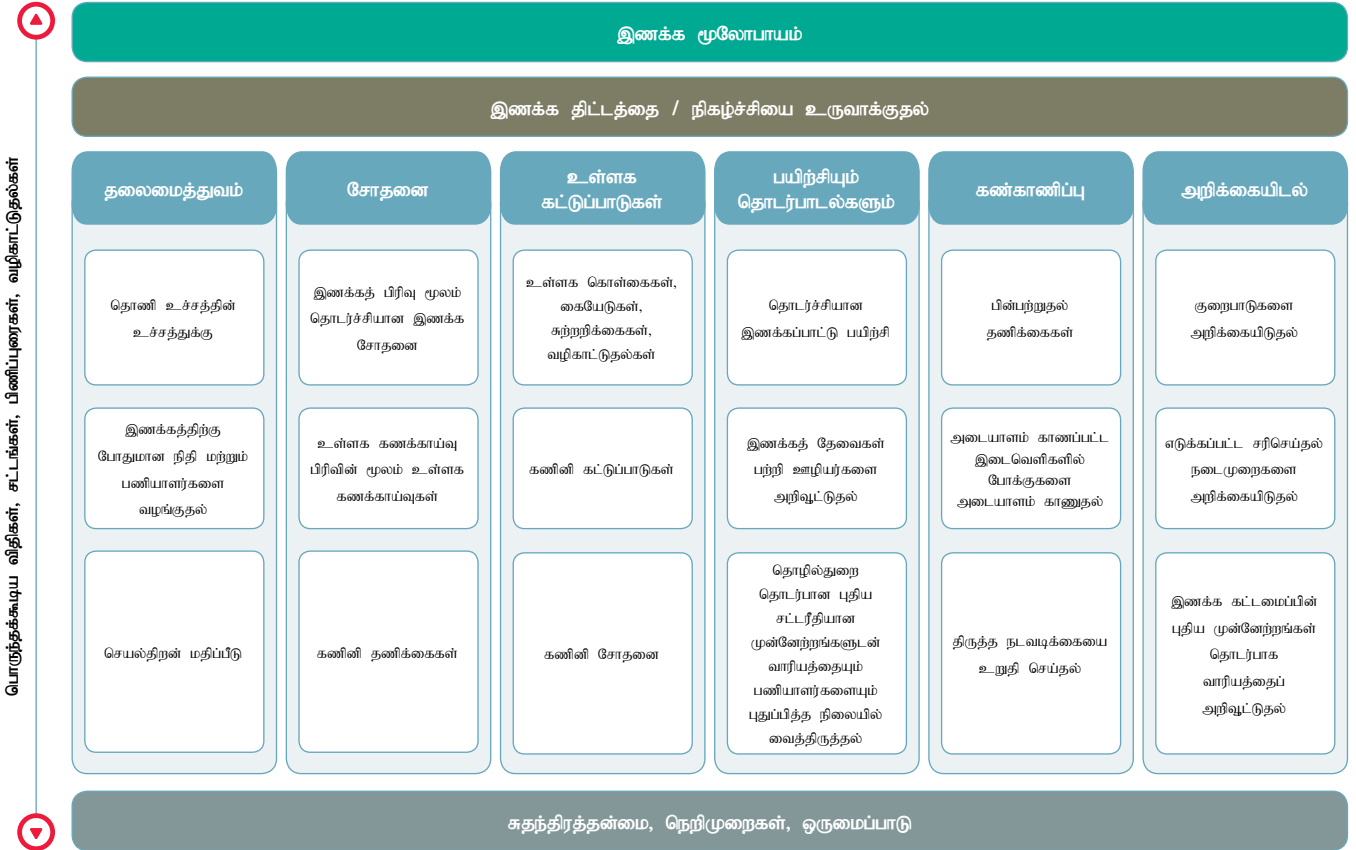 இணக்க மூலோபாயம்
இணக்க திட்டத்தை / நிகழ்ச்சியை உருவாக்குதல்
பொருந்தக்கூடிய விதிகள், சட்டங்கள், பிணிப்புரைகள், வழிகாட்டுதல்கள்
தலைமைத்துவம்
தொணி உச்சத்தின்
உச்சத்துக்கு
இணக்கத்திற்கு
போதுமான நிதி மற்றும்
பணியாளர்களை
வழங்குதல்
செயல்திறன் மதிப்பீடு
சோதனை
இணக்கத் பிரிவு மூலம்
தொடர்ச்சியான இணக்க
சோதனை
உள்ளக கணக்காய்வு
பிரிவின் மூலம் உள்ளக
கணக்காய்வுகள்
கணினி தணிக்கைகள்
உள்ளக
கட்டுப்பாடுகள்
உள்ளக கொள்கைகள்,
கையேடுகள்,
சுற்றறிக்கைகள்,
வழிகாட்டுதல்கள்
கணினி கட்டுப்பாடுகள்
கணினி சோதனை
பயிற்சியும்
தொடர்பாடல்களும்
தொடர்ச்சியான
இணக்கப்பாட்டு பயிற்சி
இணக்கத் தேவைகள்
பற்றி ஊழியர்களை
அறிவூட்டுதல்
தொழில்துறை
தொடர்பான புதிய
சட்டரீதியான
முன்னேற்றங்களுடன்
வாரியத்தையும்
பணியாளர்களையும்
புதுப்பித்த நிலையில்
வைத்திருத்தல்
கண்காணிப்பு
பின்பற்றுதல்
தணிக்கைகள்
அடையாளம் காணப்பட்ட
இடைவெளிகளில்
போக்குகளை
அடையாளம் காணுதல்
திருத்த நடவடிக்கையை
உறுதி செய்தல்
அறிக்கையிடல்
குறைபாடுகளை
அறிக்கையிடுதல்
எடுக்கப்பட்ட சரிசெய்தல்
நடைமுறைகளை
அறிக்கையிடுதல்
இணக்க கட்டமைப்பின்
புதிய முன்னேற்றங்கள்
தொடர்பாக
வாரியத்தைப்
அறிவூட்டுதல்
சுதந்திரத்தன்மை, நெறிமுறைகள், ஒருமைப்பாடு